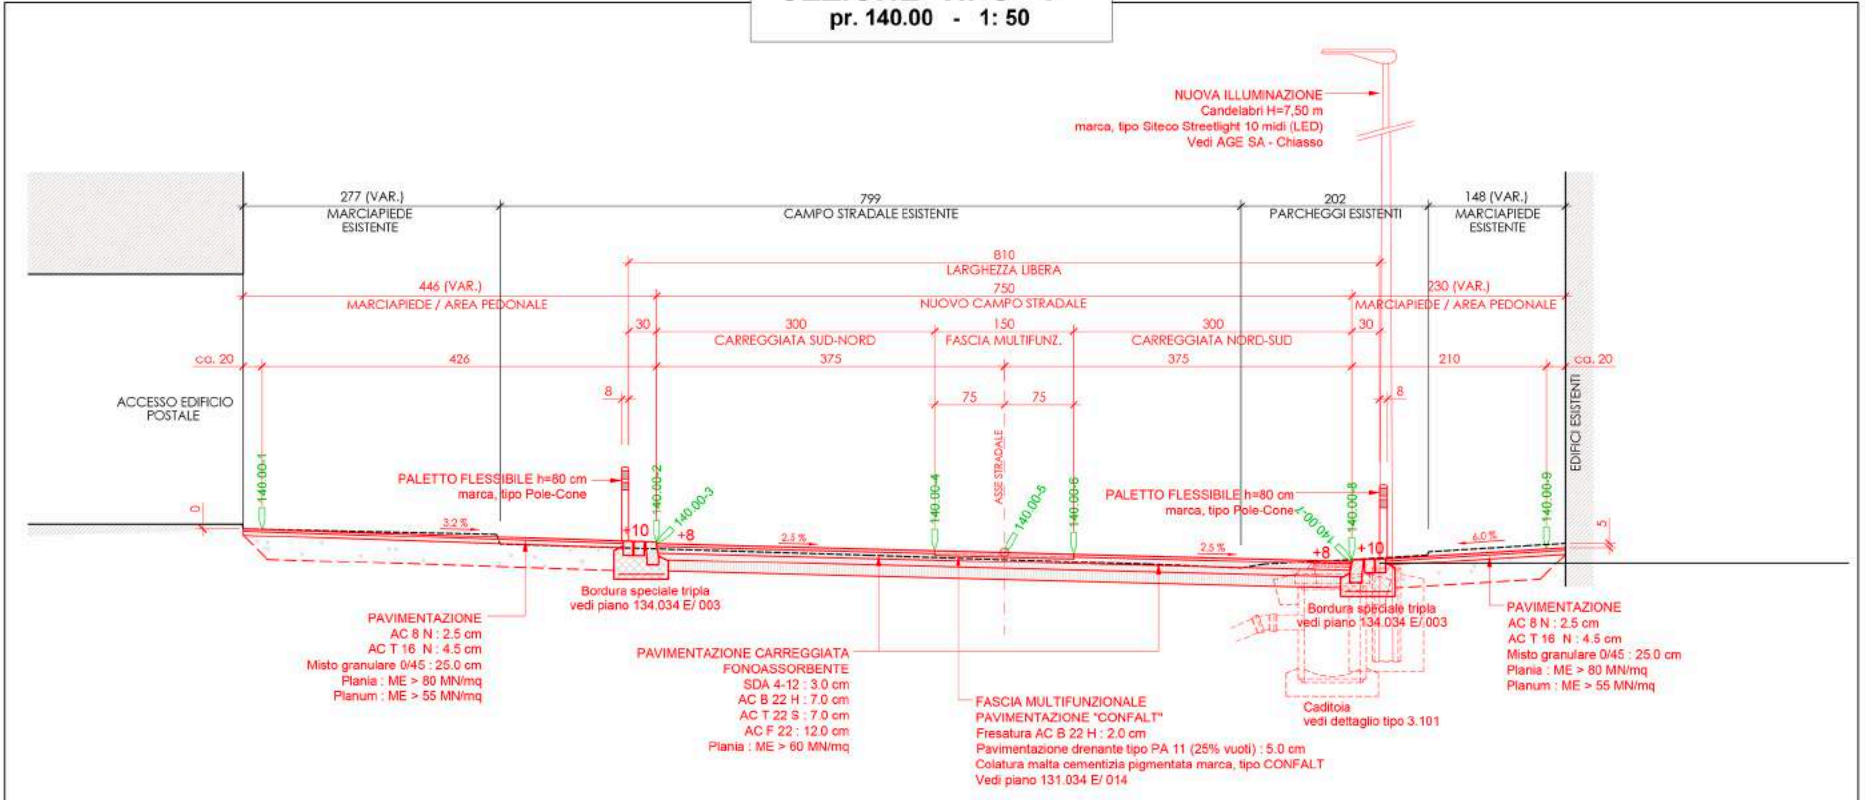 pr. 140.00 - 1: 50
NUOVA ILLUMINAZIONE
Candelabri H=7,50 m
marca, tipo Siteco Streetlight 10 midi (LED)
Vedi AGE SA - Chiasso
277 (VAR.)
MARCIAPIEDE
ESISTENTE
799
CAMPO STRADALE ESISTENTE
202
PARCHEGGI ESISTENTI
148 (VAR.)
MARCIAPIEDE
ESISTENTE
810
LARGHEZZA LIBERA
446 (VAR.)
MARCIAPIEDE / AREA PEDONALE
750
NUOVO CAMPO STRADALE
230 (VAR.)
MARCIAPIEDE / AREA PEDONALE
30
300
CARREGGIATA SUD-NORD
150
FASCIA MULTIFUNZ.
300
CARREGGIATA NORD-SUD
30
ca. 20
426
375
375
210
ca. 20
8
75
75
8
ACCESSO EDIFICIO
POSTALE
EDIFICI ESISTENTI
ASSE STRADALE
140.00-1
140.00-2
140.00-3
140.00-4
140.00-5
140.00-6
140.00-7
140.00-8
140.00-9
PALETTO FLESSIBILE h=80 cm
marca, tipo Pole-Cone
PALETTO FLESSIBILE h=80 cm
marca, tipo Pole-Cone
0
3.2 %
+10
+8
2.5 %
2.5 %
+8
+10
6.0 %
5
Bordura speciale tripla
vedi piano 134.034 E/ 003
Bordura speciale tripla
vedi piano 134.034 E/ 003
PAVIMENTAZIONE
AC 8 N : 2.5 cm
AC T 16 N : 4.5 cm
Misto granulare 0/45 : 25.0 cm
Plania : ME > 80 MN/mq
Planum : ME > 55 MN/mq
PAVIMENTAZIONE CARREGGIATA
FONOASSORBENTE
SDA 4-12 : 3.0 cm
AC B 22 H : 7.0 cm
AC T 22 S : 7.0 cm
AC F 22 : 12.0 cm
Plania : ME > 60 MN/mq
FASCIA MULTIFUNZIONALE
PAVIMENTAZIONE "CONFALT"
Fresatura AC B 22 H : 2.0 cm
Pavimentazione drenante tipo PA 11 (25% vuoti) : 5.0 cm
Colatura malta cementizia pigmentata marca, tipo CONFALT
Vedi piano 131.034 E/ 014
Caditoia
vedi dettaglio tipo 3.101
PAVIMENTAZIONE
AC 8 N : 2.5 cm
AC T 16 N : 4.5 cm
Misto granulare 0/45 : 25.0 cm
Plania : ME > 80 MN/mq
Planum : ME > 55 MN/mq